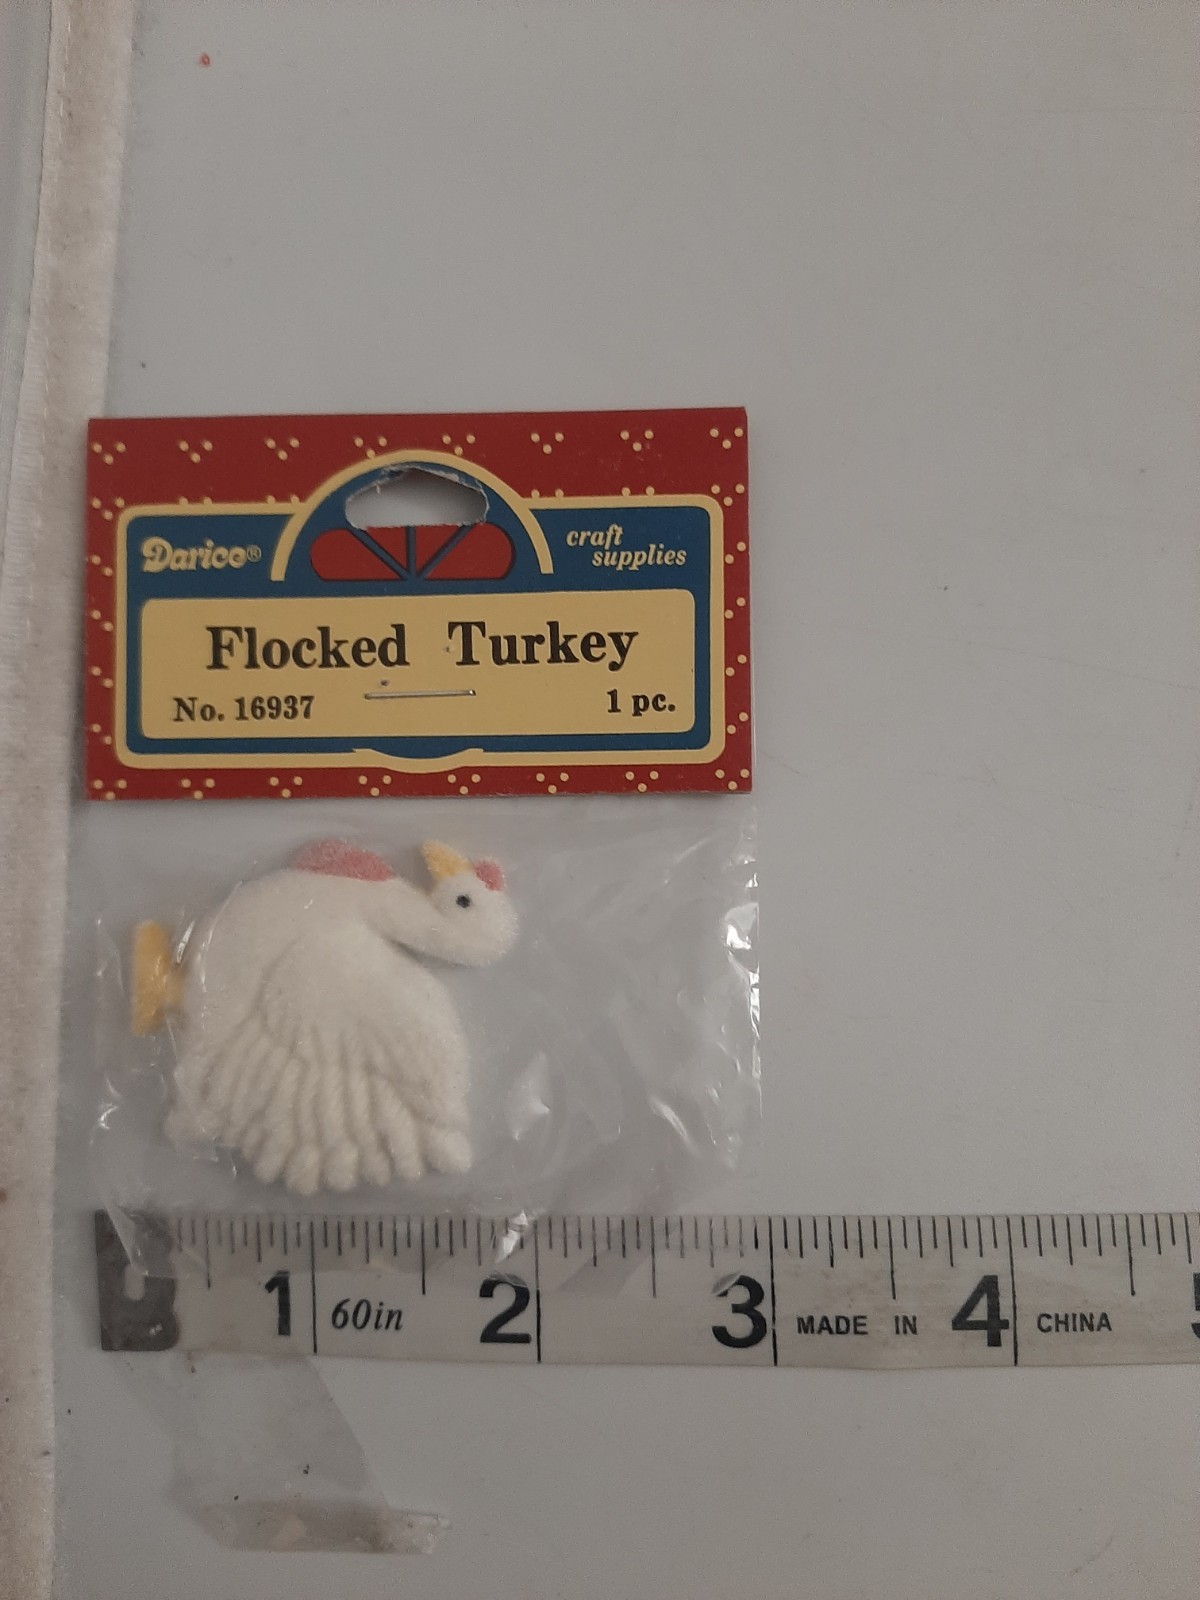 Darice®
craft
supplies
Flocked Turkey
No. 16937
1 pc.
1 60in 2 3 MADE IN 4 CHINA